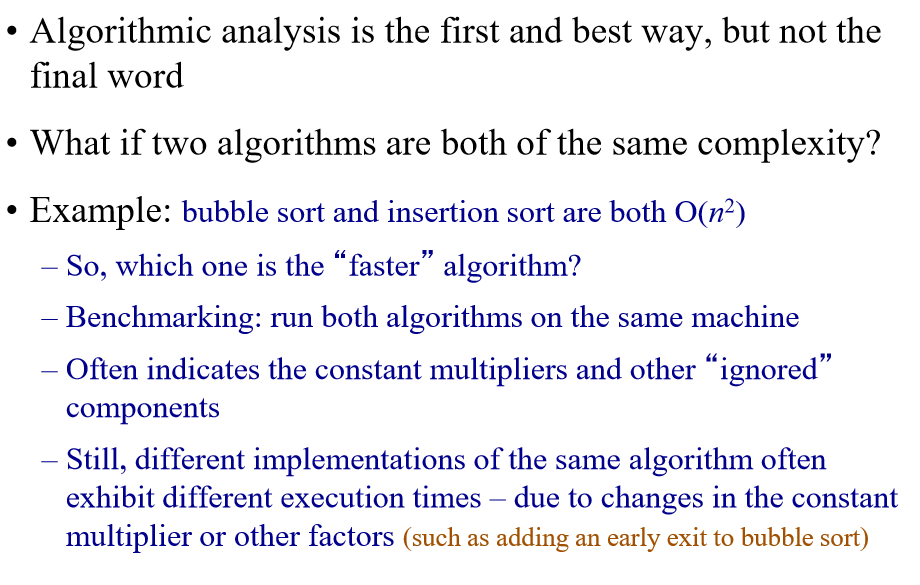 • Algorithmic analysis is the first and best way, but not the
final word
• What if two algorithms are both of the same complexity?
• Example: bubble sort and insertion sort are both O(n²)
– So, which one is the “faster” algorithm?
– Benchmarking: run both algorithms on the same machine
– Often indicates the constant multipliers and other “ignored”
components
– Still, different implementations of the same algorithm often
exhibit different execution times – due to changes in the constant
multiplier or other factors (such as adding an early exit to bubble sort)